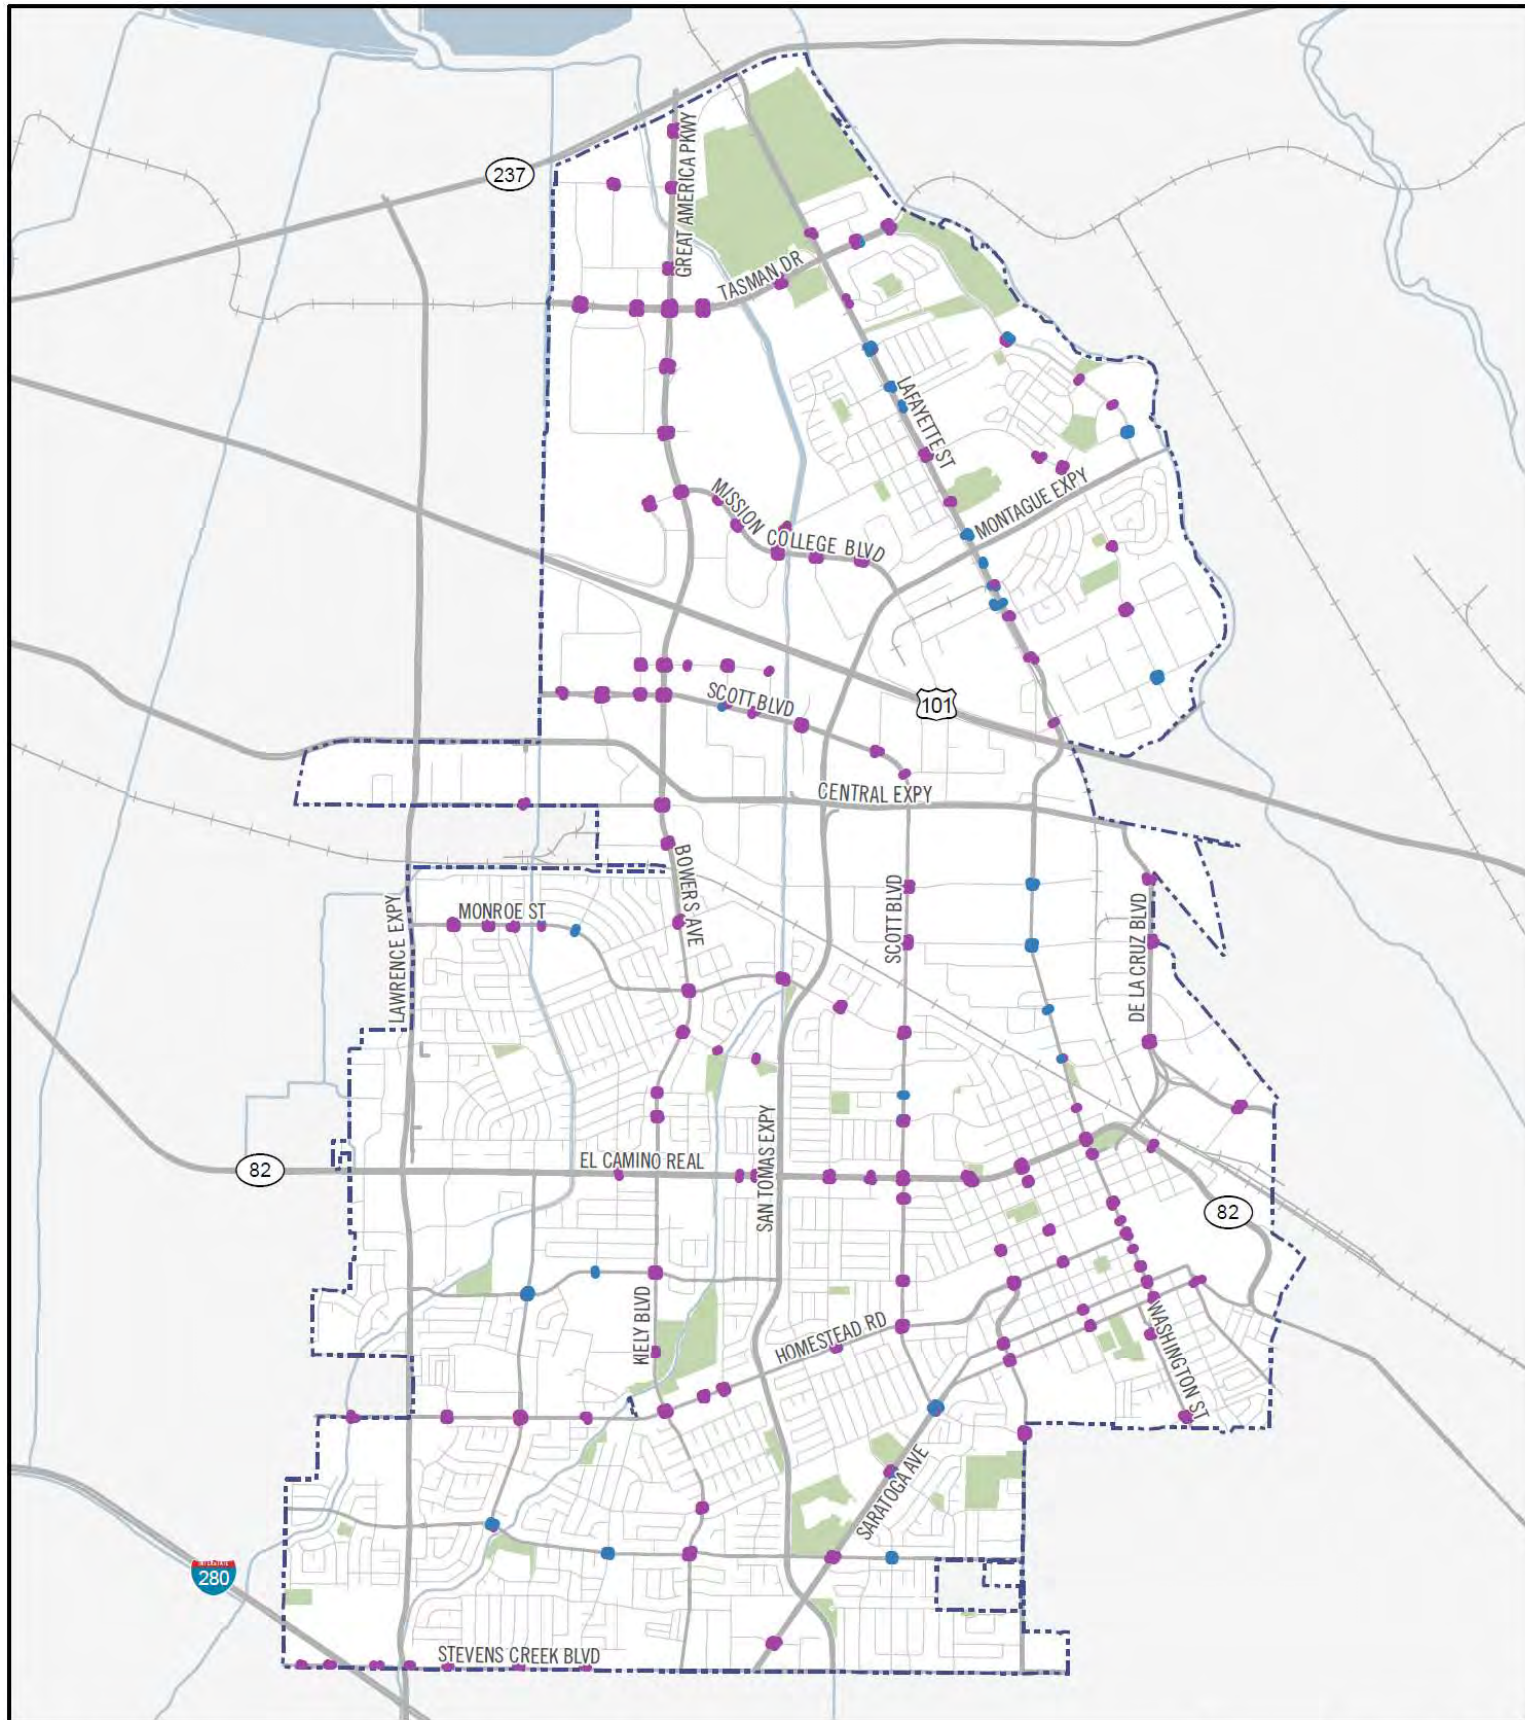 237
GREAT AMERICA PKWY
TASMAN DR
LAFAYETTE ST
MISSION COLLEGE BLVD
MONTAGUE EXPY
SCOTT BLVD
101
CENTRAL EXPY
BOWERS AVE
MONROE ST
LAWRENCE EXPY
SCOTT BLVD
DE LA CRUZ BLVD
SAN TOMAS EXPY
EL CAMINO REAL
82
82
KIELY BLVD
HOMESTEAD RD
WASHINGTON ST
SARATOGA AVE
280
STEVENS CREEK BLVD